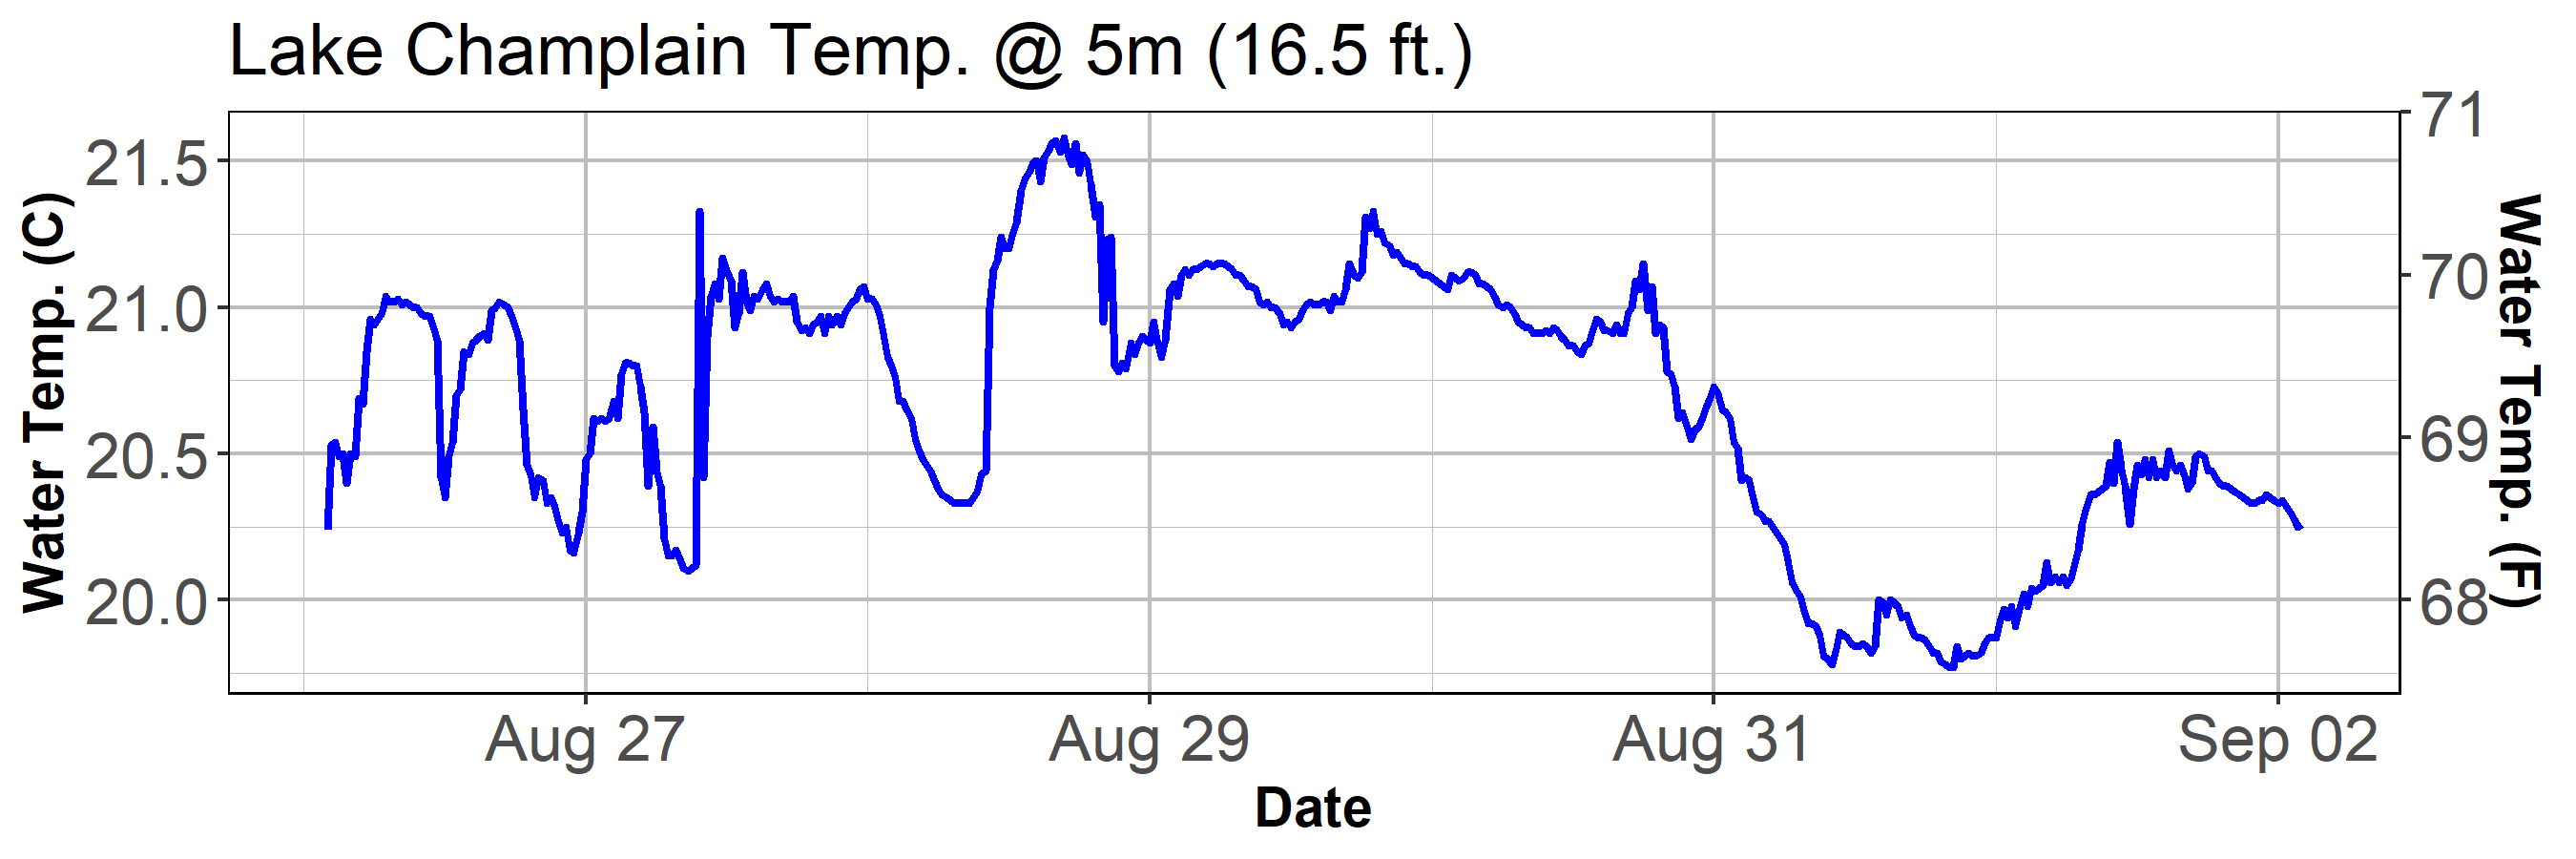 Lake Champlain Temp. @ 5m (16.5 ft.)
Water Temp. (C)
21.5
21.0
20.5
20.0
71
70
69
68
Water Temp. (F)
Aug 27
Aug 29
Aug 31
Sep 02
Date